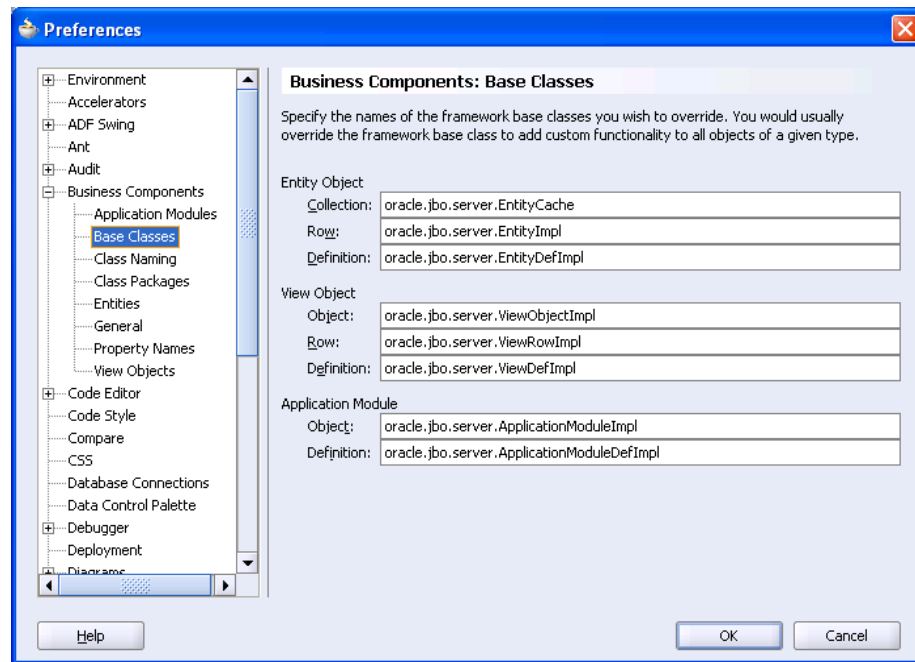 Preferences
Environment
Accelerators
ADF Swing
Ant
Audit
Business Components
Application Modules
Base Classes
Class Naming
Class Packages
Entities
General
Property Names
View Objects
Code Editor
Code Style
Compare
CSS
Database Connections
Data Control Palette
Debugger
Deployment
Diagrams
Business Components: Base Classes
Specify the names of the framework base classes you wish to override. You would usually
override the framework base class to add custom functionality to all objects of a given type.
Entity Object
Collection: oracle.jbo.server.EntityCache
Row: oracle.jbo.server.EntityImpl
Definition: oracle.jbo.server.EntityDefImpl
View Object
Object: oracle.jbo.server.ViewObjectImpl
Row: oracle.jbo.server.ViewRowImpl
Definition: oracle.jbo.server.ViewDefImpl
Application Module
Object: oracle.jbo.server.ApplicationModuleImpl
Definition: oracle.jbo.server.ApplicationModuleDefImpl
Help
OK
Cancel